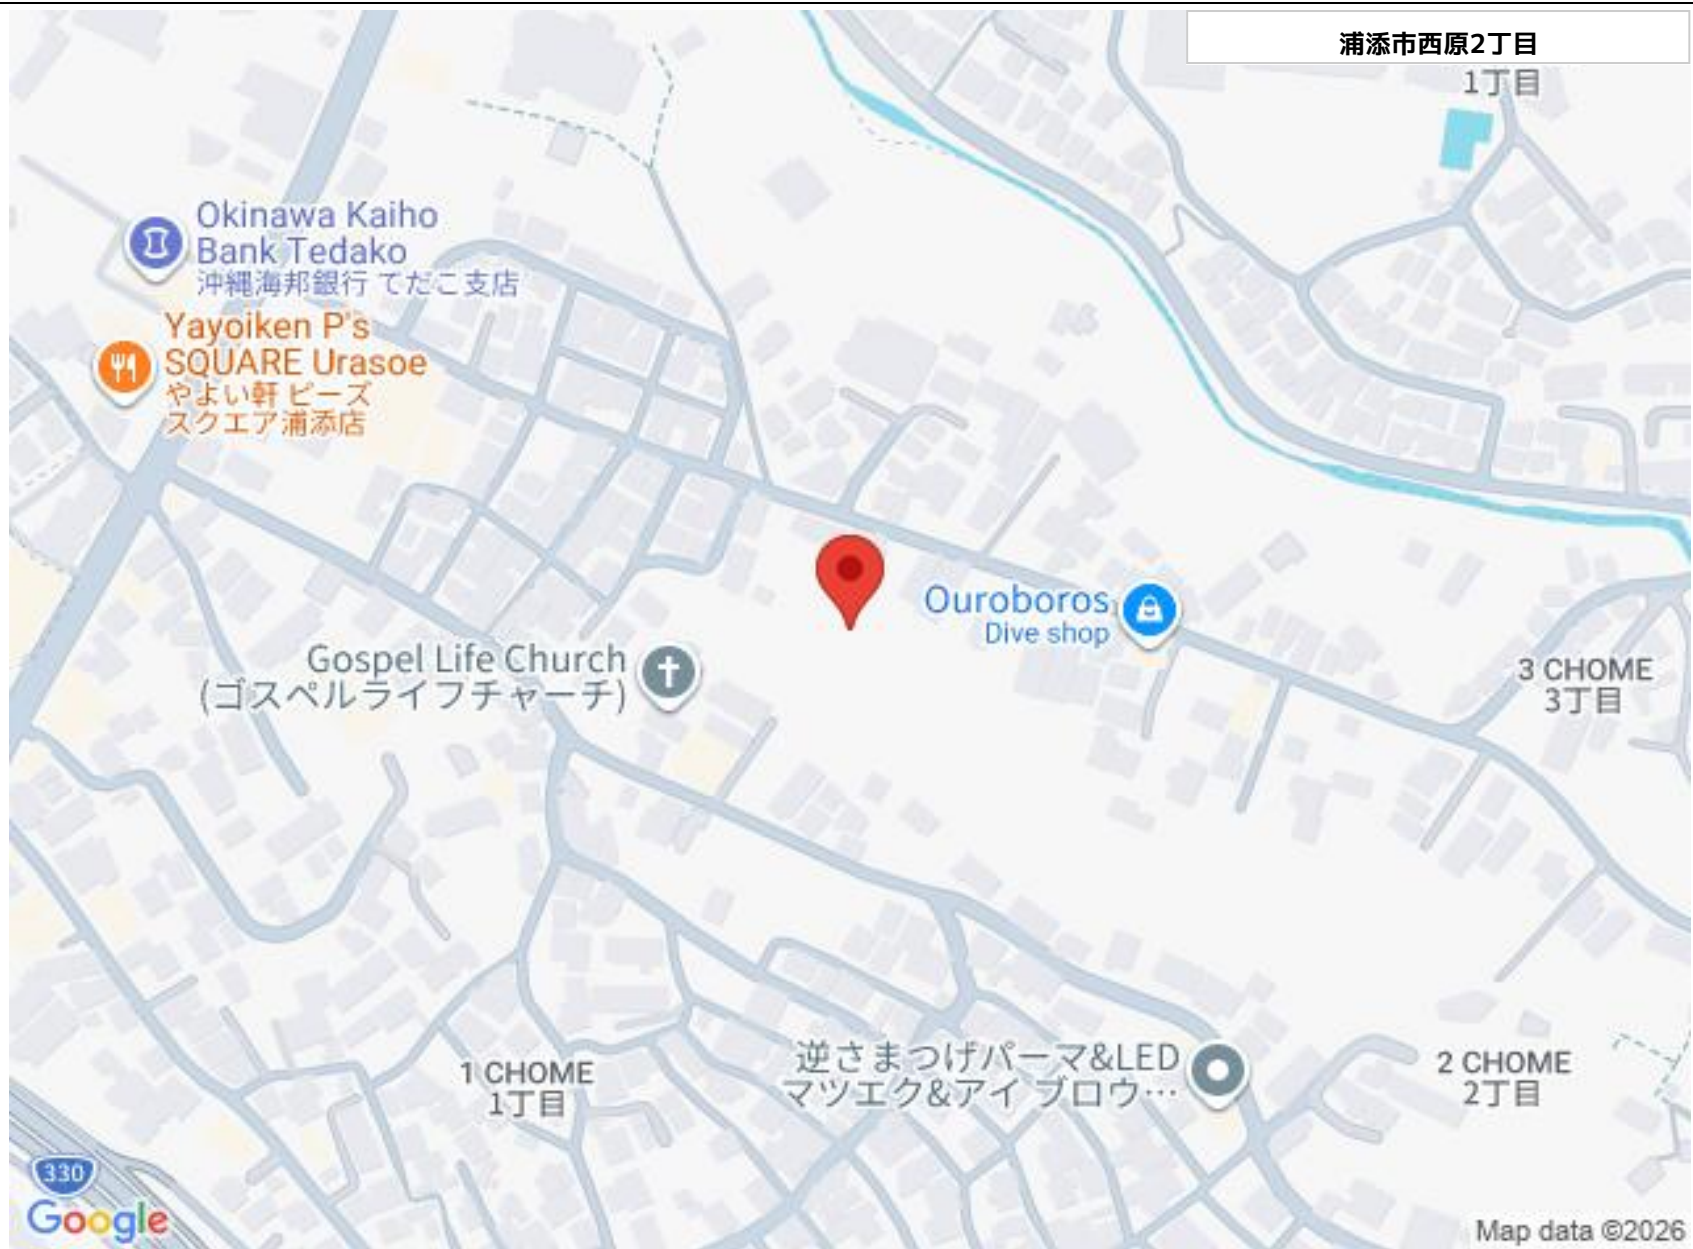 浦添市西原2丁目
1丁目
Okinawa Kaiho
Bank Tedako
沖縄海邦銀行 てだこ支店
Yayoiken P's
SQUARE Urasoe
やよい軒 ピーズ
スクエア浦添店
Ouroboros
Dive shop
Gospel Life Church
(ゴスペルライフチャーチ)
3 CHOME
3丁目
逆さまつげパーマ&LED
マツエク&アイ ブロウ…
2 CHOME
2丁目
1 CHOME
1丁目
330
Google
Map data ©2026